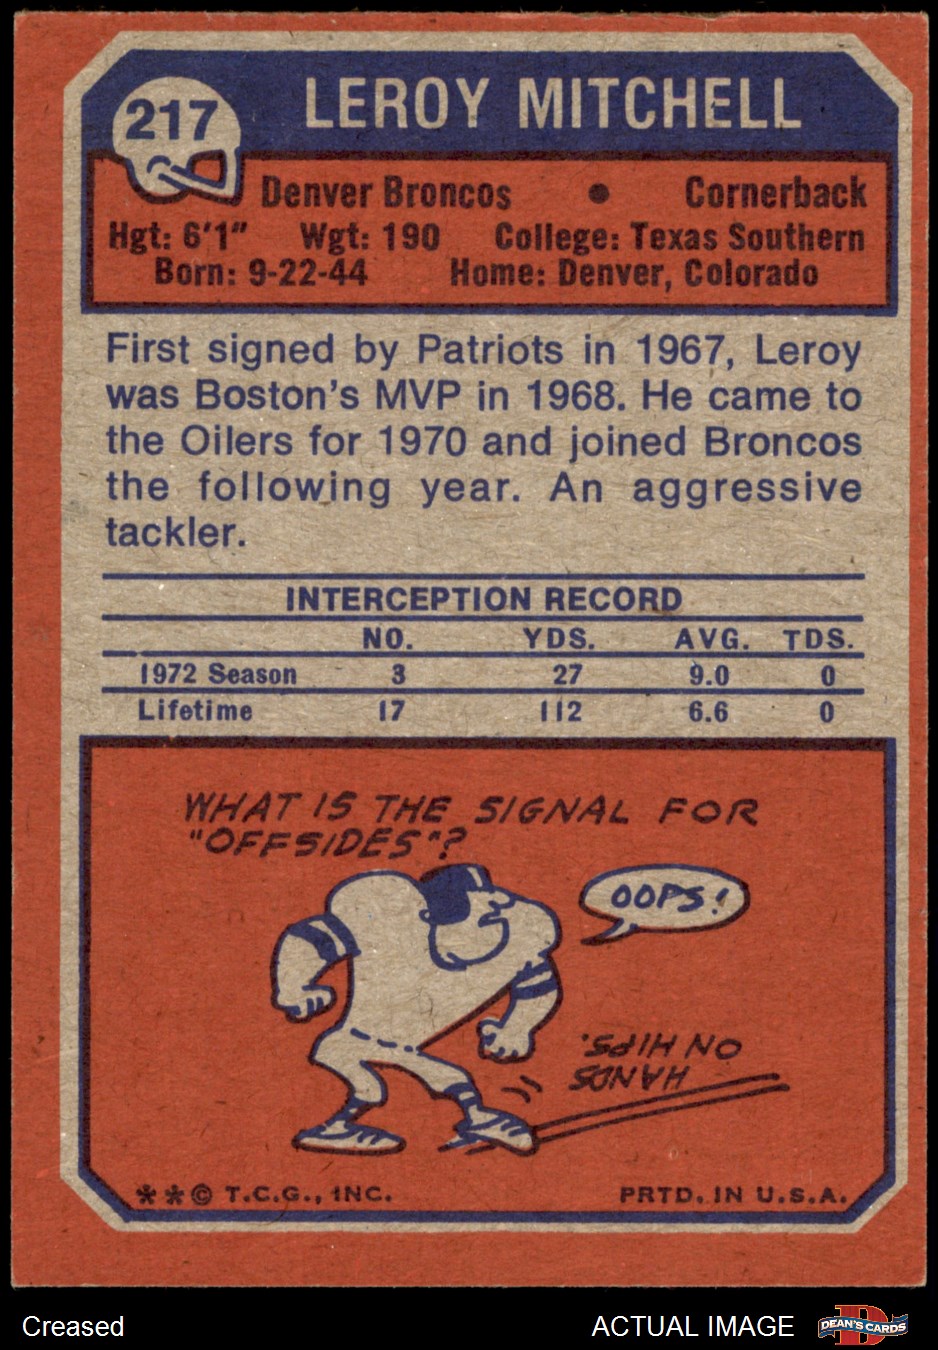 217
LEROY MITCHELL
Denver Broncos • Cornerback
Hgt: 6'1" Wgt: 190 College: Texas Southern
Born: 9-22-44 Home: Denver, Colorado
First signed by Patriots in 1967, Leroy
was Boston's MVP in 1968. He came to
the Oilers for 1970 and joined Broncos
the following year. An aggressive
tackler.
INTERCEPTION RECORD
NO. YDS. AVG. TDS.
1972 Season 3 27 9.0 0
Lifetime 17 112 6.6 0
WHAT IS THE SIGNAL FOR
"OFFSIDES"?
OOPS!
HANDS
ON HIPS.
**© T.C.G., INC. PRTD. IN U.S.A.
Creased ACTUAL IMAGE
D
DEAN'S CARDS